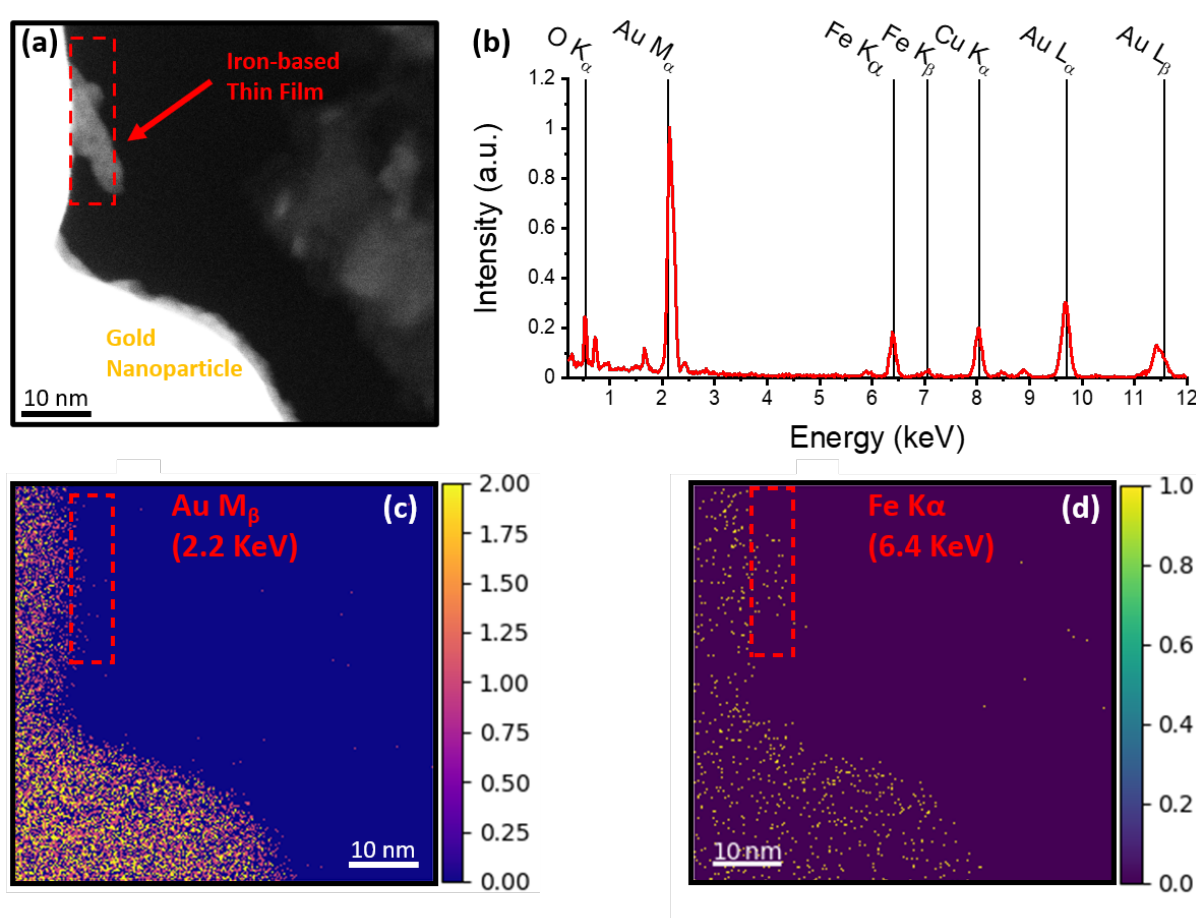 (a)
Iron-based
Thin Film
Gold
Nanoparticle
10 nm
(b)
O Kα
Au Mα
Fe Kα
Fe Kβ
Cu Kα
Au Lα
Au Lβ
1.2
1
0.8
0.6
0.4
0.2
0
Intensity (a.u.)
1 2 3 4 5 6 7 8 9 10 11 12
Energy (keV)
Au Mβ
(2.2 KeV)
(c)
10 nm
2.00
1.75
1.50
1.25
1.00
0.75
0.50
0.25
0.00
Fe Kα
(6.4 KeV)
(d)
10 nm
1.0
0.8
0.6
0.4
0.2
0.0